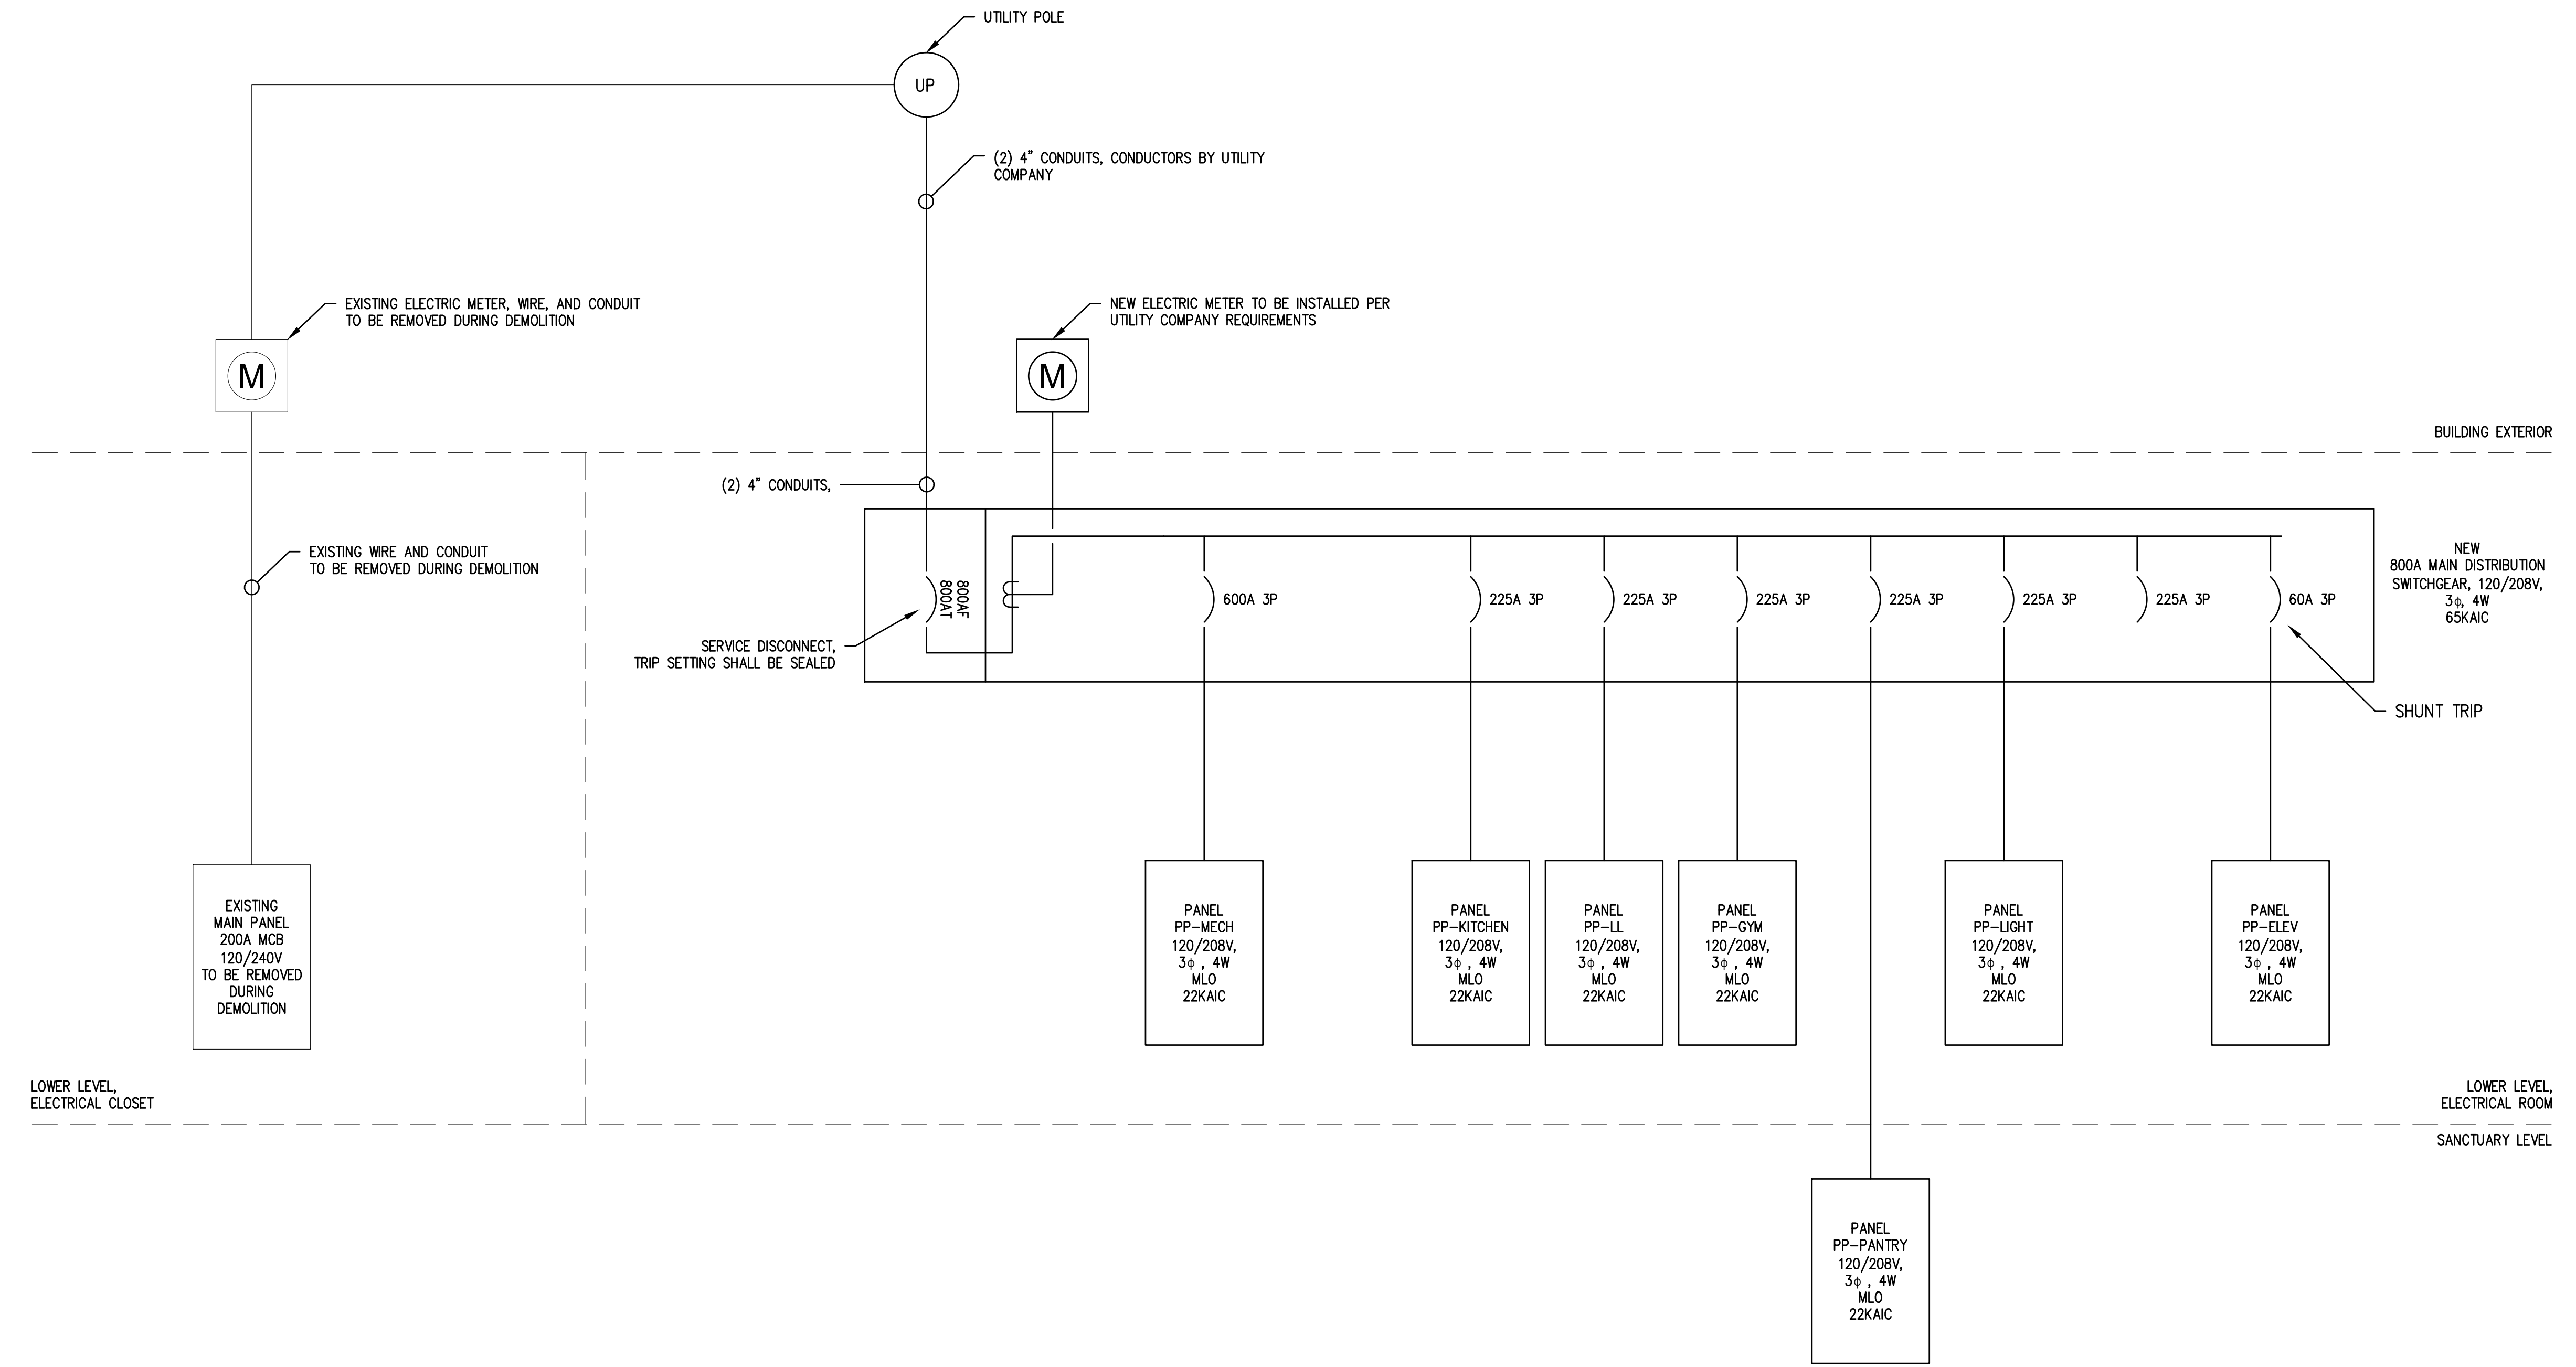 UTILITY POLE
UP
(2) 4" CONDUITS, CONDUCTORS BY UTILITY
COMPANY
EXISTING ELECTRIC METER, WIRE, AND CONDUIT
TO BE REMOVED DURING DEMOLITION
M
NEW ELECTRIC METER TO BE INSTALLED PER
UTILITY COMPANY REQUIREMENTS
M
BUILDING EXTERIOR
(2) 4" CONDUITS,
EXISTING WIRE AND CONDUIT
TO BE REMOVED DURING DEMOLITION
800AF
800AT
SERVICE DISCONNECT,
TRIP SETTING SHALL BE SEALED
600A 3P
225A 3P
225A 3P
225A 3P
225A 3P
225A 3P
225A 3P
60A 3P
NEW
800A MAIN DISTRIBUTION
SWITCHGEAR, 120/208V,
3ϕ, 4W
65KAIC
SHUNT TRIP
EXISTING
MAIN PANEL
200A MCB
120/240V
TO BE REMOVED
DURING
DEMOLITION
PANEL
PP-MECH
120/208V,
3ϕ , 4W
MLO
22KAIC
PANEL
PP-KITCHEN
120/208V,
3ϕ , 4W
MLO
22KAIC
PANEL
PP-LL
120/208V,
3ϕ , 4W
MLO
22KAIC
PANEL
PP-GYM
120/208V,
3ϕ , 4W
MLO
22KAIC
PANEL
PP-LIGHT
120/208V,
3ϕ , 4W
MLO
22KAIC
PANEL
PP-ELEV
120/208V,
3ϕ , 4W
MLO
22KAIC
LOWER LEVEL,
ELECTRICAL CLOSET
LOWER LEVEL,
ELECTRICAL ROOM
SANCTUARY LEVEL
PANEL
PP-PANTRY
120/208V,
3ϕ , 4W
MLO
22KAIC